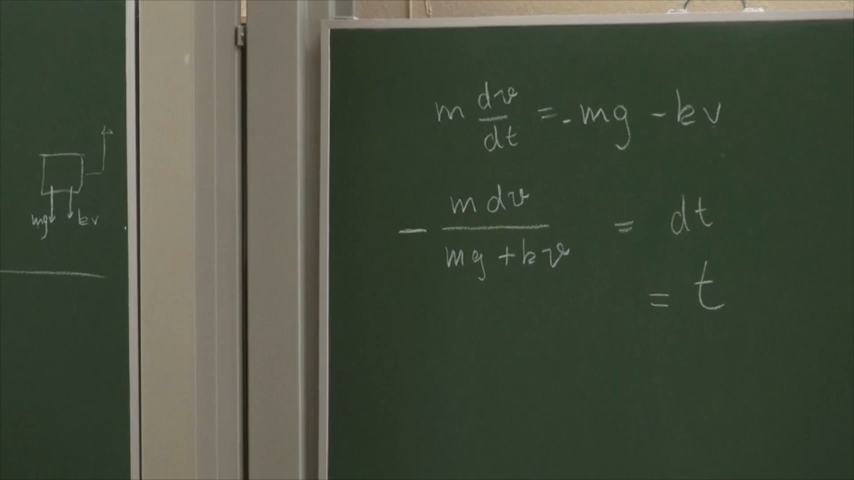 mg kv
m dv/dt = -mg - kv
- m dv / mg + kv = dt
= t